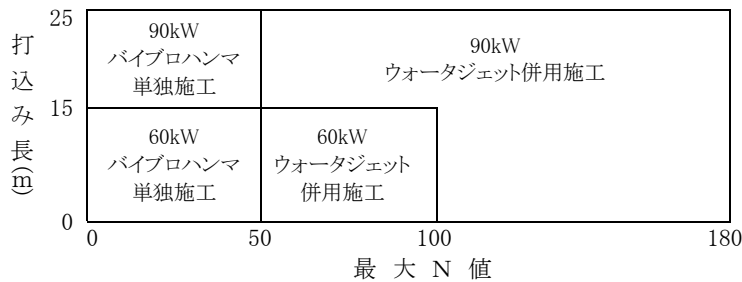 25
打込み長(m)
90kW
バイブロハンマ
単独施工
90kW
ウォータジェット併用施工
15
60kW
バイブロハンマ
単独施工
60kW
ウォータジェット
併用施工
0
0
50
100
180
最 大 N 値